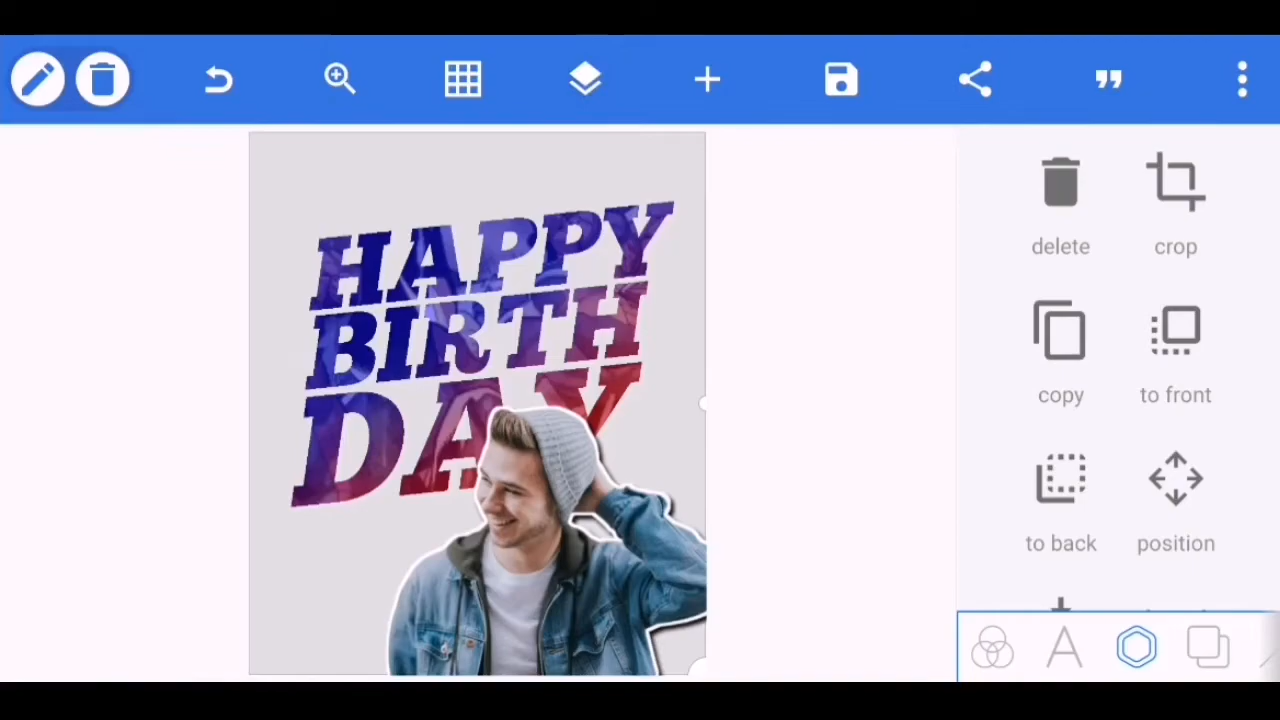 HAPPY
BIRTH
DAY
delete
crop
copy
to front
to back
position